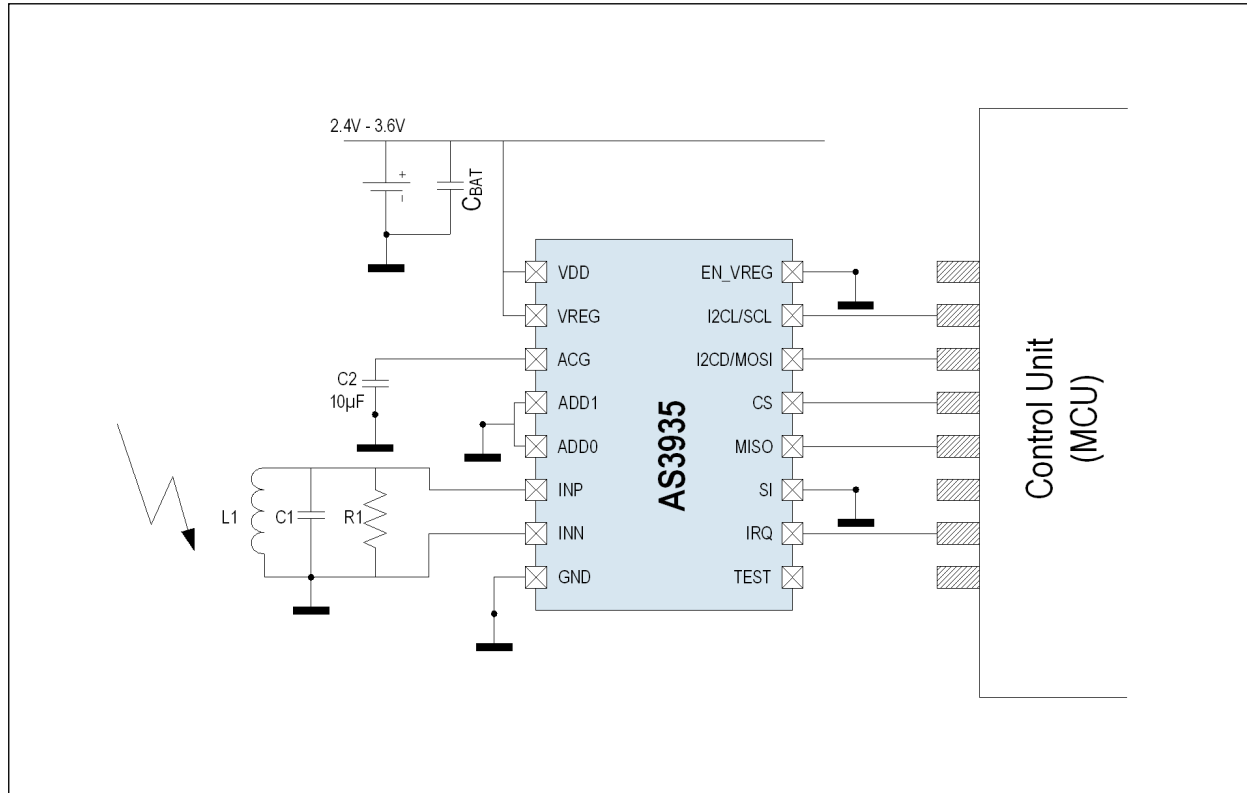 2.4V - 3.6V
+
-
CBAT
VDD
VREG
ACG
ADD1
ADD0
INP
INN
GND
AS3935
EN_VREG
I2CL/SCL
I2CD/MOSI
CS
MISO
SI
IRQ
TEST
C2
10µF
L1
C1
R1
Control Unit
(MCU)